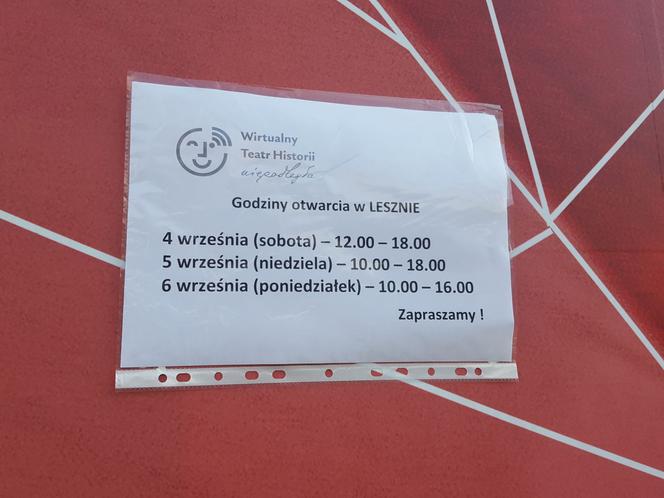 Wirtualny
Teatr Historii
niepodległa
Godziny otwarcia w LESZNIE
4 września (sobota) – 12.00 – 18.00
5 września (niedziela) – 10.00 – 18.00
6 września (poniedziałek) – 10.00 – 16.00
Zapraszamy !